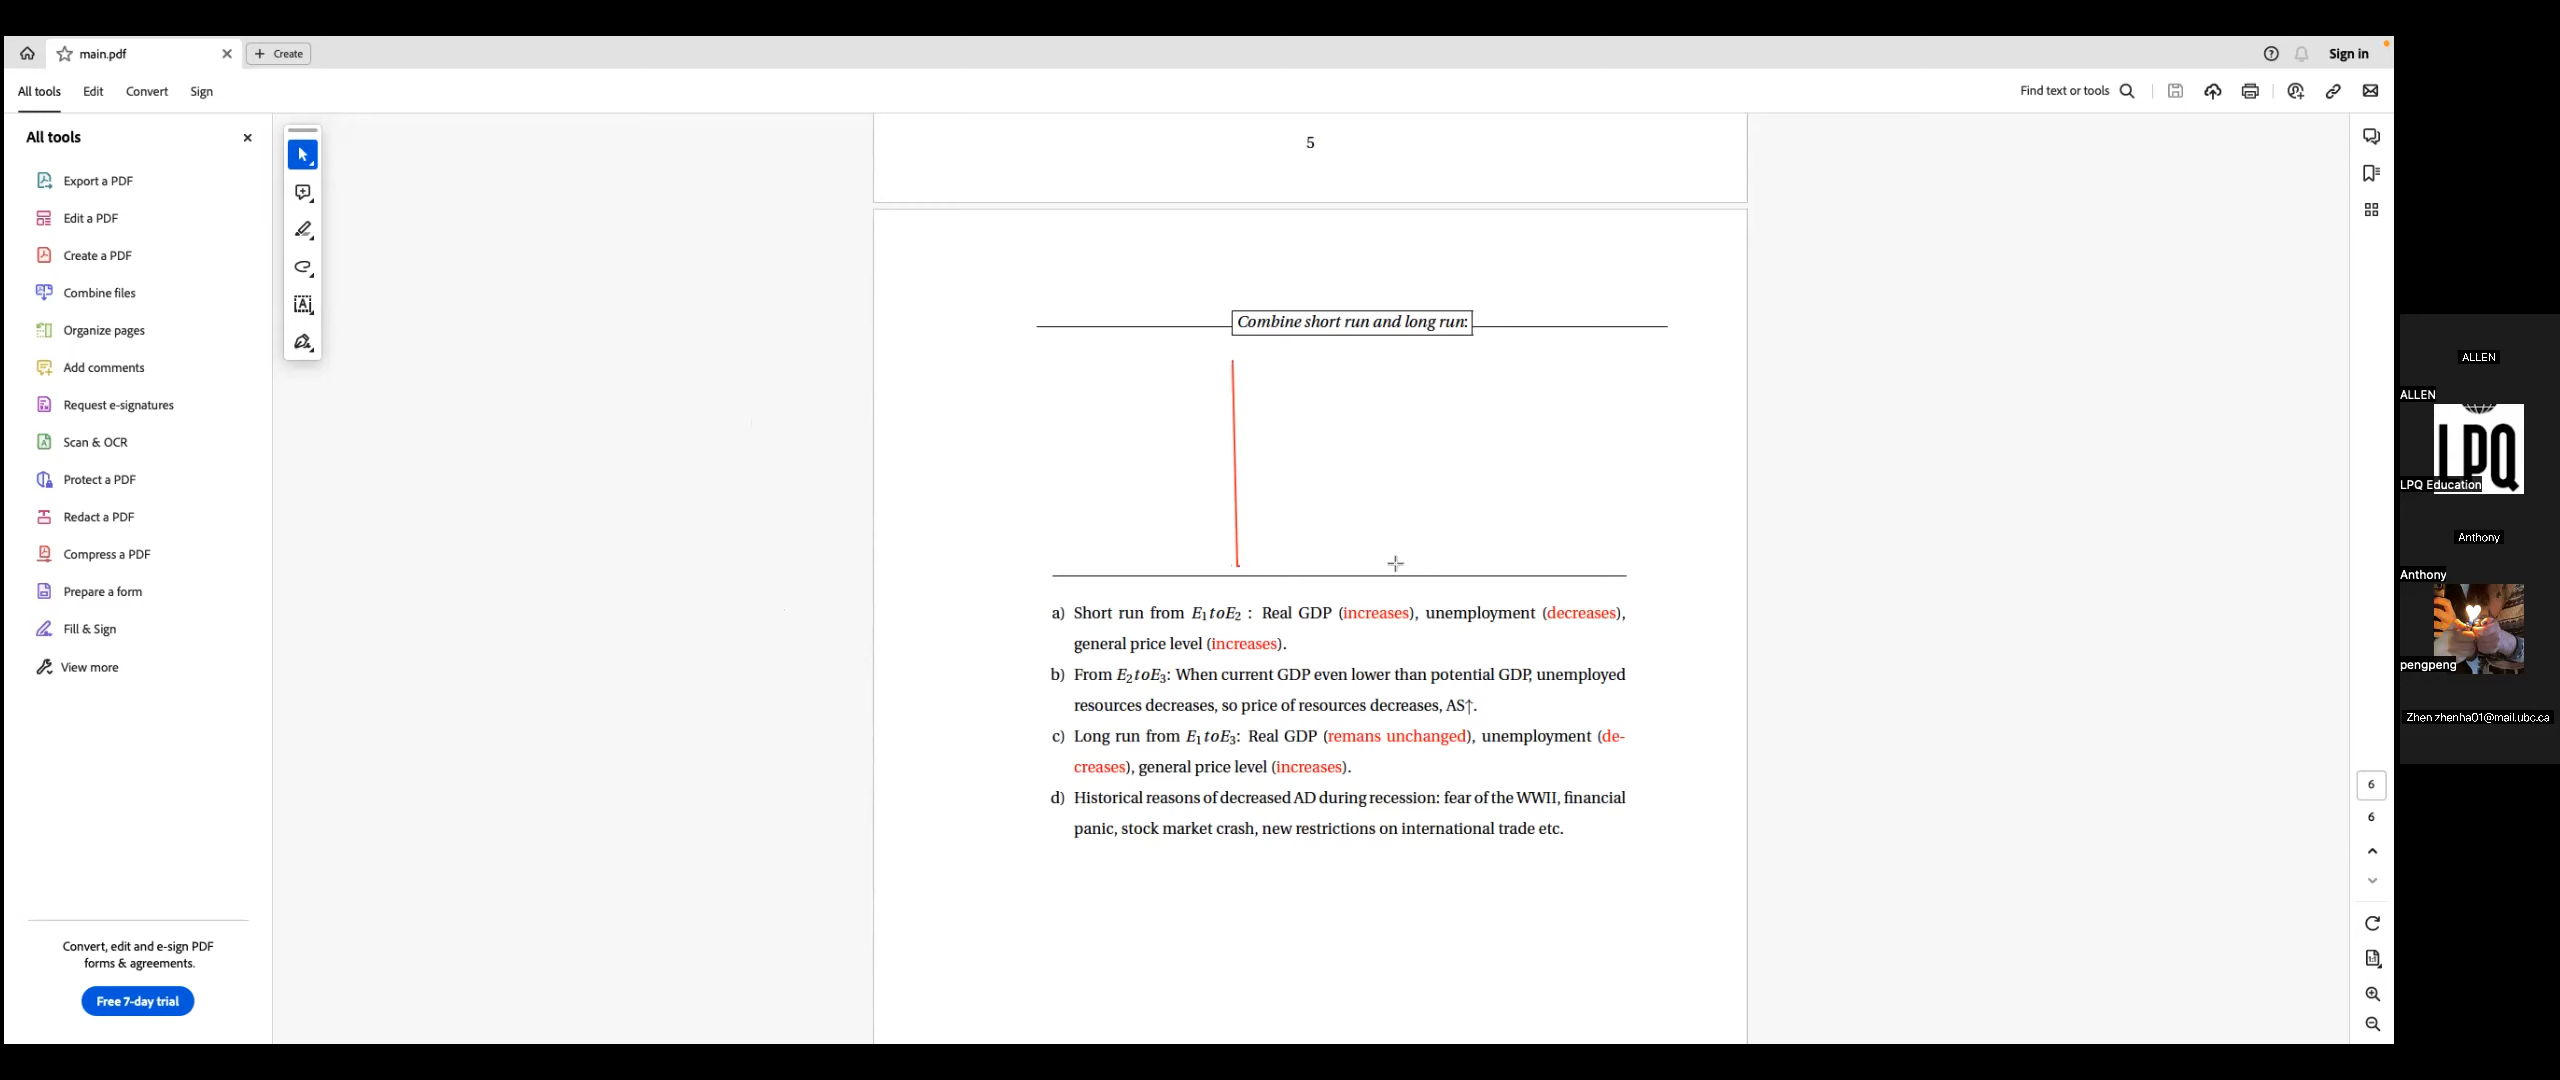 main.pdf
Create
Sign in
All tools
Edit
Convert
Sign
Find text or tools
All tools
Export a PDF
Edit a PDF
Create a PDF
Combine files
Organize pages
Add comments
Request e-signatures
Scan & OCR
Protect a PDF
Redact a PDF
Compress a PDF
Prepare a form
Fill & Sign
View more
Convert, edit and e-sign PDF
forms & agreements.
Free 7-day trial
5
Combine short run and long run:
a) Short run from E₁toE₂ : Real GDP (increases), unemployment (decreases),
general price level (increases).
b) From E₂toE₃: When current GDP even lower than potential GDP, unemployed
resources decreases, so price of resources decreases, AS↑.
c) Long run from E₁toE₃: Real GDP (remans unchanged), unemployment (de-
creases), general price level (increases).
d) Historical reasons of decreased AD during recession: fear of the WWII, financial
panic, stock market crash, new restrictions on international trade etc.
6
6
ALLEN
ALLEN
LPQ
LPQ Education
Anthony
Anthony
pengpeng
Zhen zhenha01@mail.ubc.ca